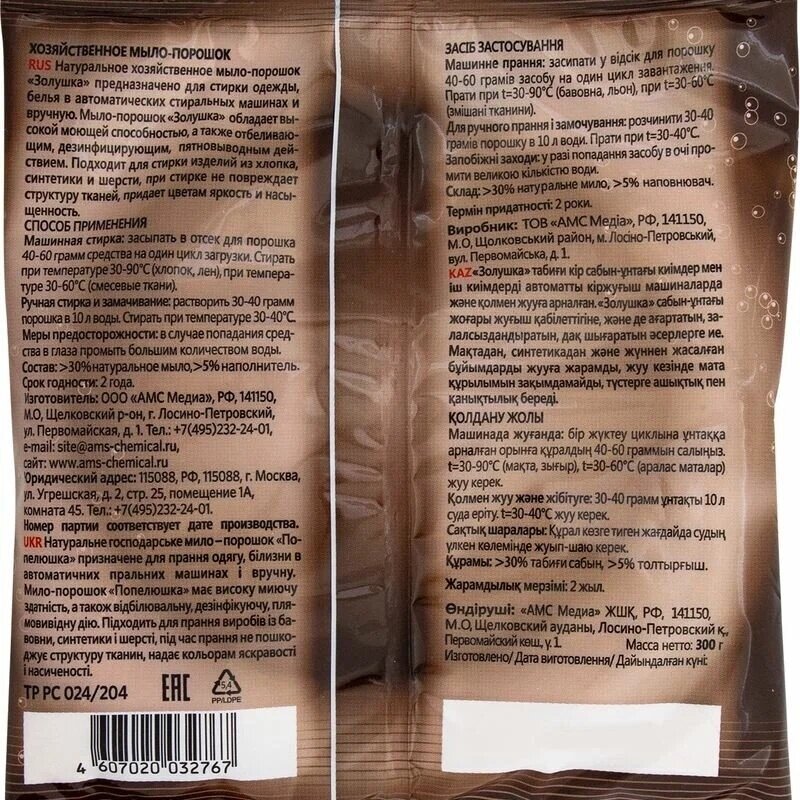 ХОЗЯЙСТВЕННОЕ МЫЛО-ПОРОШОК
RUS Натуральное хозяйственное мыло-порошок
«Золушка» предназначено для стирки одежды,
белья в автоматических стиральных машинах и
вручную. Мыло-порошок «Золушка» обладает вы-
сокой моющей способностью, а также отбеливаю-
щим, дезинфицирующим, пятновыводным дей-
ствием. Подходит для стирки изделий из хлопка,
синтетики и шерсти, при стирке не повреждает
структуру тканей, придает цветам яркость и насы-
щенность.
СПОСОБ ПРИМЕНЕНИЯ
Машинная стирка: засыпать в отсек для порошка
40-60 грамм средства на один цикл загрузки. Стирать
при температуре 30-90°С (хлопок, лен), при темпера-
туре 30-60°С (смесевые ткани).
Ручная стирка и замачивание: растворить 30-40 грамм
порошка в 10 л воды. Стирать при температуре 30-40°С.
Меры предосторожности: в случае попадания средс-
тва в глаза промыть большим количеством воды.
Состав: >30% натуральное мыло, >5% наполнитель.
Срок годности: 2 года.
Изготовитель: ООО «АМС Медиа», РФ, 141150,
М.О, Щелковский р-он, г. Лосино-Петровский,
ул. Первомайская, д. 1. Тел.: +7(495)232-24-01,
e-mail: site@ams-chemical.ru,
сайт: www.ams-chemical.ru
Юридический адрес: 115088, РФ, 115088, г. Москва,
ул. Угрешская, д. 2, стр. 25, помещение 1А,
комната 45. Тел.: +7(495)232-24-01.
Номер партии соответствует дате производства.
UKR Натуральне господарське мило – порошок «По-
пелюшка» призначене для прання одягу, білизни в
автоматичних пральних машинах і вручну.
Мило-порошок «Попелюшка» має високу миючу
здатність, а також відбілювальну, дезінфікуючу, пля-
мовивідну дію. Підходить для прання виробів із ба-
вовни, синтетики і шерсті, під час прання не пошко-
джує структуру тканин, надає кольорам яскравості
і насиченості.
ТР РС 024/204
EAC
5,4
PP/LDPE
4 607020 032767
ЗАСІБ ЗАСТОСУВАННЯ
Машинне прання: засипати у відсік для порошку
40-60 грамів засобу на один цикл завантаження.
Прати при t=30-90°С (бавовна, льон), при t=30-60°С
(змішані тканини).
Для ручного прання і замочування: розчинити 30-40
грамів порошку в 10 л води. Прати при t=30-40°С.
Запобіжні заходи: у разі попадання засобу в очі про-
мити великою кількістю води.
Склад: >30% натуральне мило, >5% наповнювач.
Термін придатності: 2 роки.
Виробник: ТОВ «АМС Медіа», РФ, 141150,
М.О, Щолковський район, м. Лосіно-Петровський,
вул. Первомайська, д. 1.
KAZ «Золушка» табиғи кір сабын-ұнтағы киімдер мен
іш киімдерді автоматты кіржуғыш машиналарда
және қолмен жууға арналған. «Золушка» сабын-ұнтағы
жоғары жуғыш қабілеттігіне, және де ағартатын, за-
лалсыздандыратын, дақ шығаратын әсерлерге ие.
Мақтадан, синтетикадан және жүннен жасалған
бұйымдарды жууға жарамды, жуу кезінде мата
құрылымын зақымдамайды, түстерге ашықтық пен
қанықтылық береді.
ҚОЛДАНУ ЖОЛЫ
Машинада жуғанда: бір жүктеу циклына ұнтаққа
арналған орынға құралдың 40-60 граммын салыңыз.
t=30-90°С (мақта, зығыр), t=30-60°С (аралас маталар)
жуу керек.
Қолмен жуу және жібітуге: 30-40 грамм ұнтақты 10 л
суда еріту. t=30-40°С жуу керек.
Сақтық шаралары: Құрал көзге тиген жағдайда судың
үлкен көлемінде жуып-шаю керек.
Құрамы: >30% табиғи сабын, >5% толтырғыш.
Жарамдылық мерзімі: 2 жыл.
Өндіруші: «АМС Медиа» ЖШҚ, РФ, 141150,
М.О, Щелковский ауданы, Лосино-Петровский қ.,
Первомайский көш, ү. 1. Масса нетто: 300 г
Изготовлено/ Дата виготовлення/ Дайындалған күні: